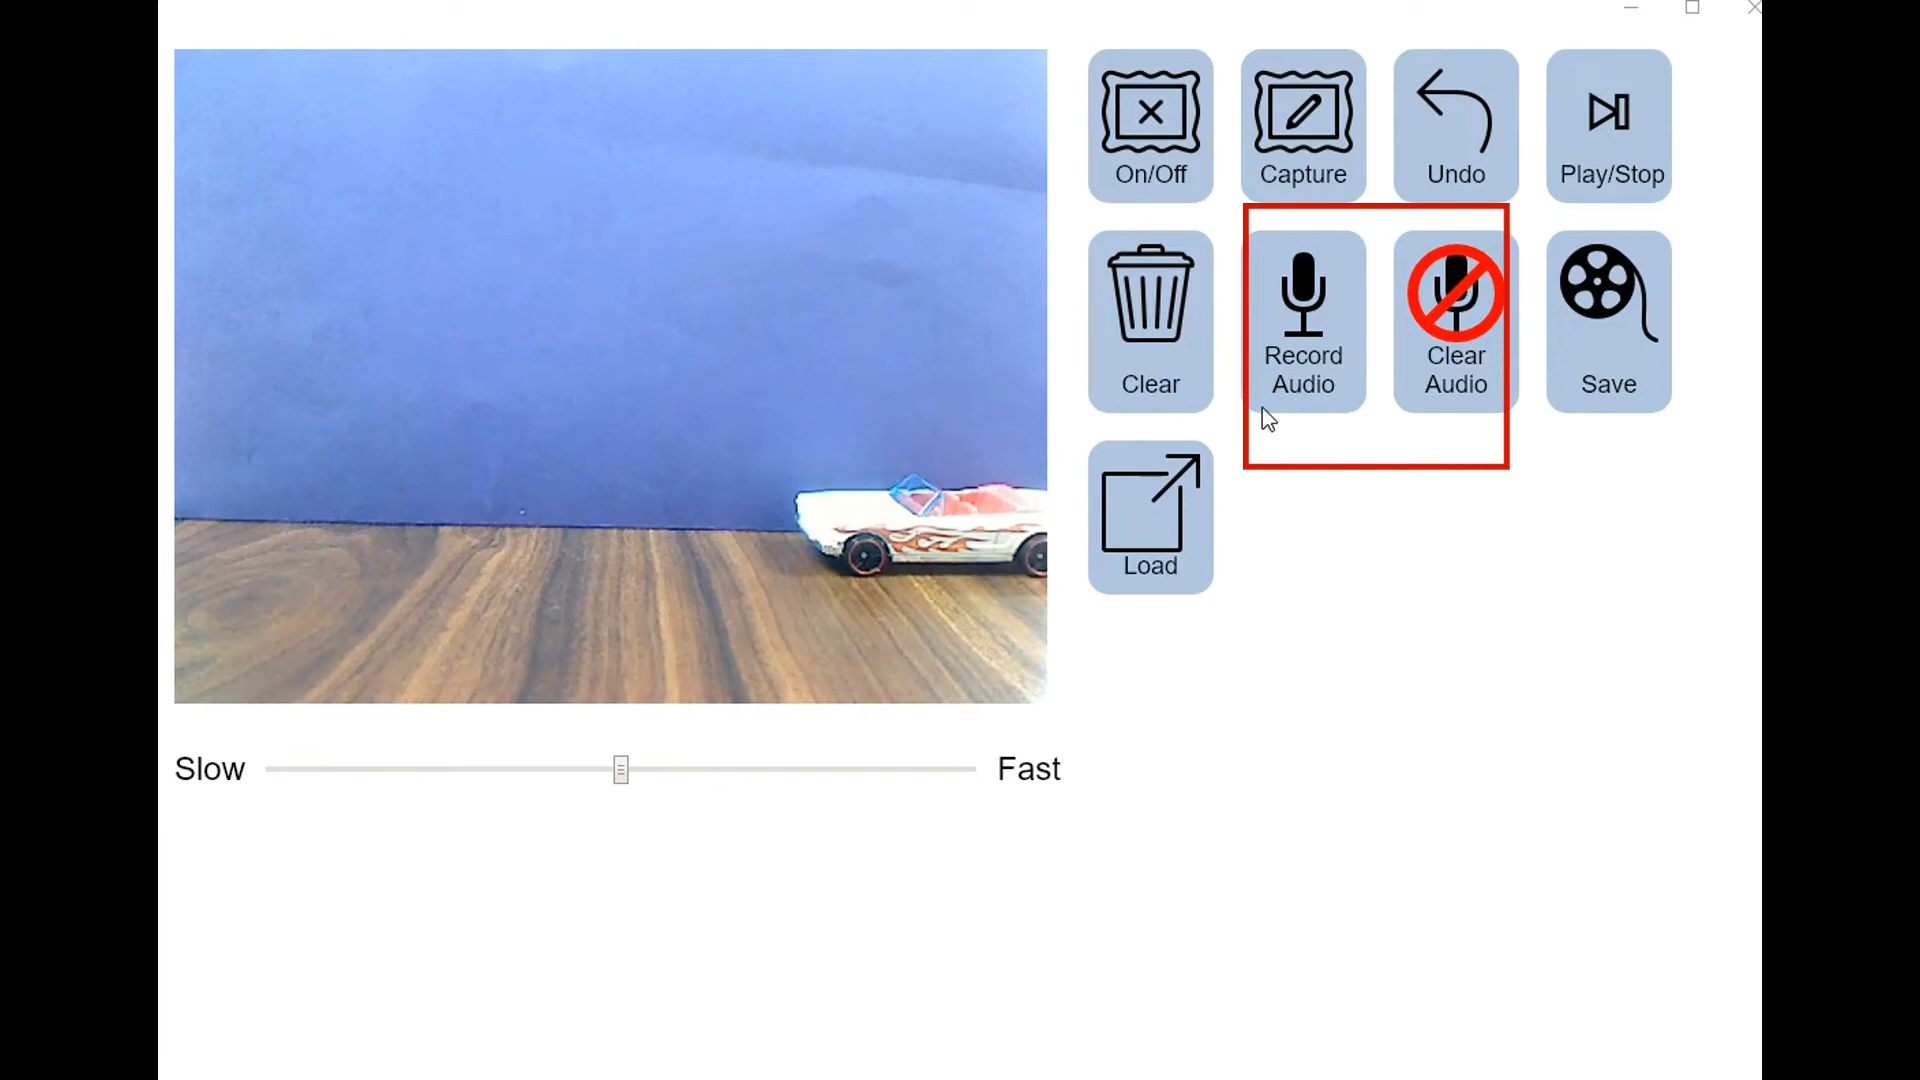 On/Off
Capture
Undo
Play/Stop
Clear
Record
Audio
Clear
Audio
Save
Load
Slow
Fast